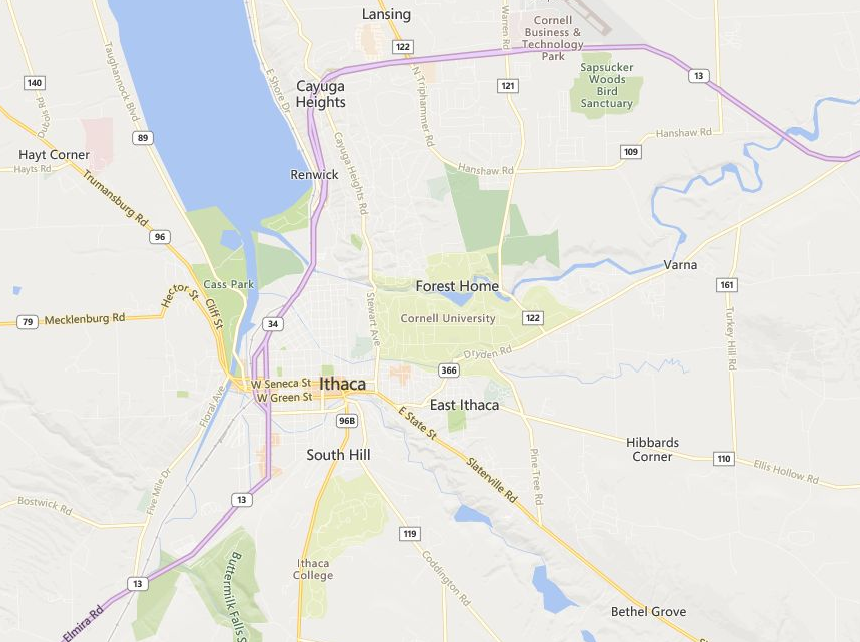 Lansing
Cornell
Business &
Technology
Park
Warren Rd
122
13
Sapsucker
Woods
Bird
Sanctuary
140
Taughannock Blvd
E Shore Dr
N Triphammer Rd
121
Cayuga
Heights
89
Hanshaw Rd
109
Hayt Corner
Hayts Rd
Cayuga Heights Rd
Hanshaw Rd
Renwick
Trumansburg Rd
96
Varna
Cass Park
Forest Home
161
Hector St
Cliff St
Stewart Ave
Cornell University
122
79
Mecklenburg Rd
34
Turkey Hill Rd
Dryden Rd
366
W Seneca St
Ithaca
W Green St
Floral Ave
East Ithaca
96B
E State St
Hibbards
Corner
South Hill
110
Ellis Hollow Rd
Slaterville Rd
Pine Tree Rd
Five Mile Dr
13
Bostwick Rd
119
Ithaca
College
Coddington Rd
Buttermilk Falls S
13
Elmira Rd
Bethel Grove